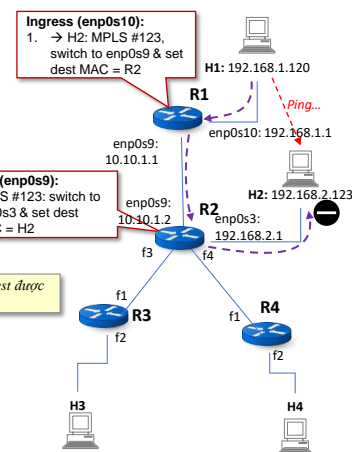 Ingress (enp0s10):
1. → H2: MPLS #123,
switch to enp0s9 & set
dest MAC = R2
H1: 192.168.1.120
R1
Ping...
enp0s10: 192.168.1.1
enp0s9:
10.10.1.1
(enp0s9):
S #123: switch to
0s3 & set dest
C = H2
enp0s9:
10.10.1.2
R2
H2: 192.168.2.123
enp0s3:
192.168.2.1
f3
f4
est được
f1
R3
f2
f1
R4
f2
H3
H4